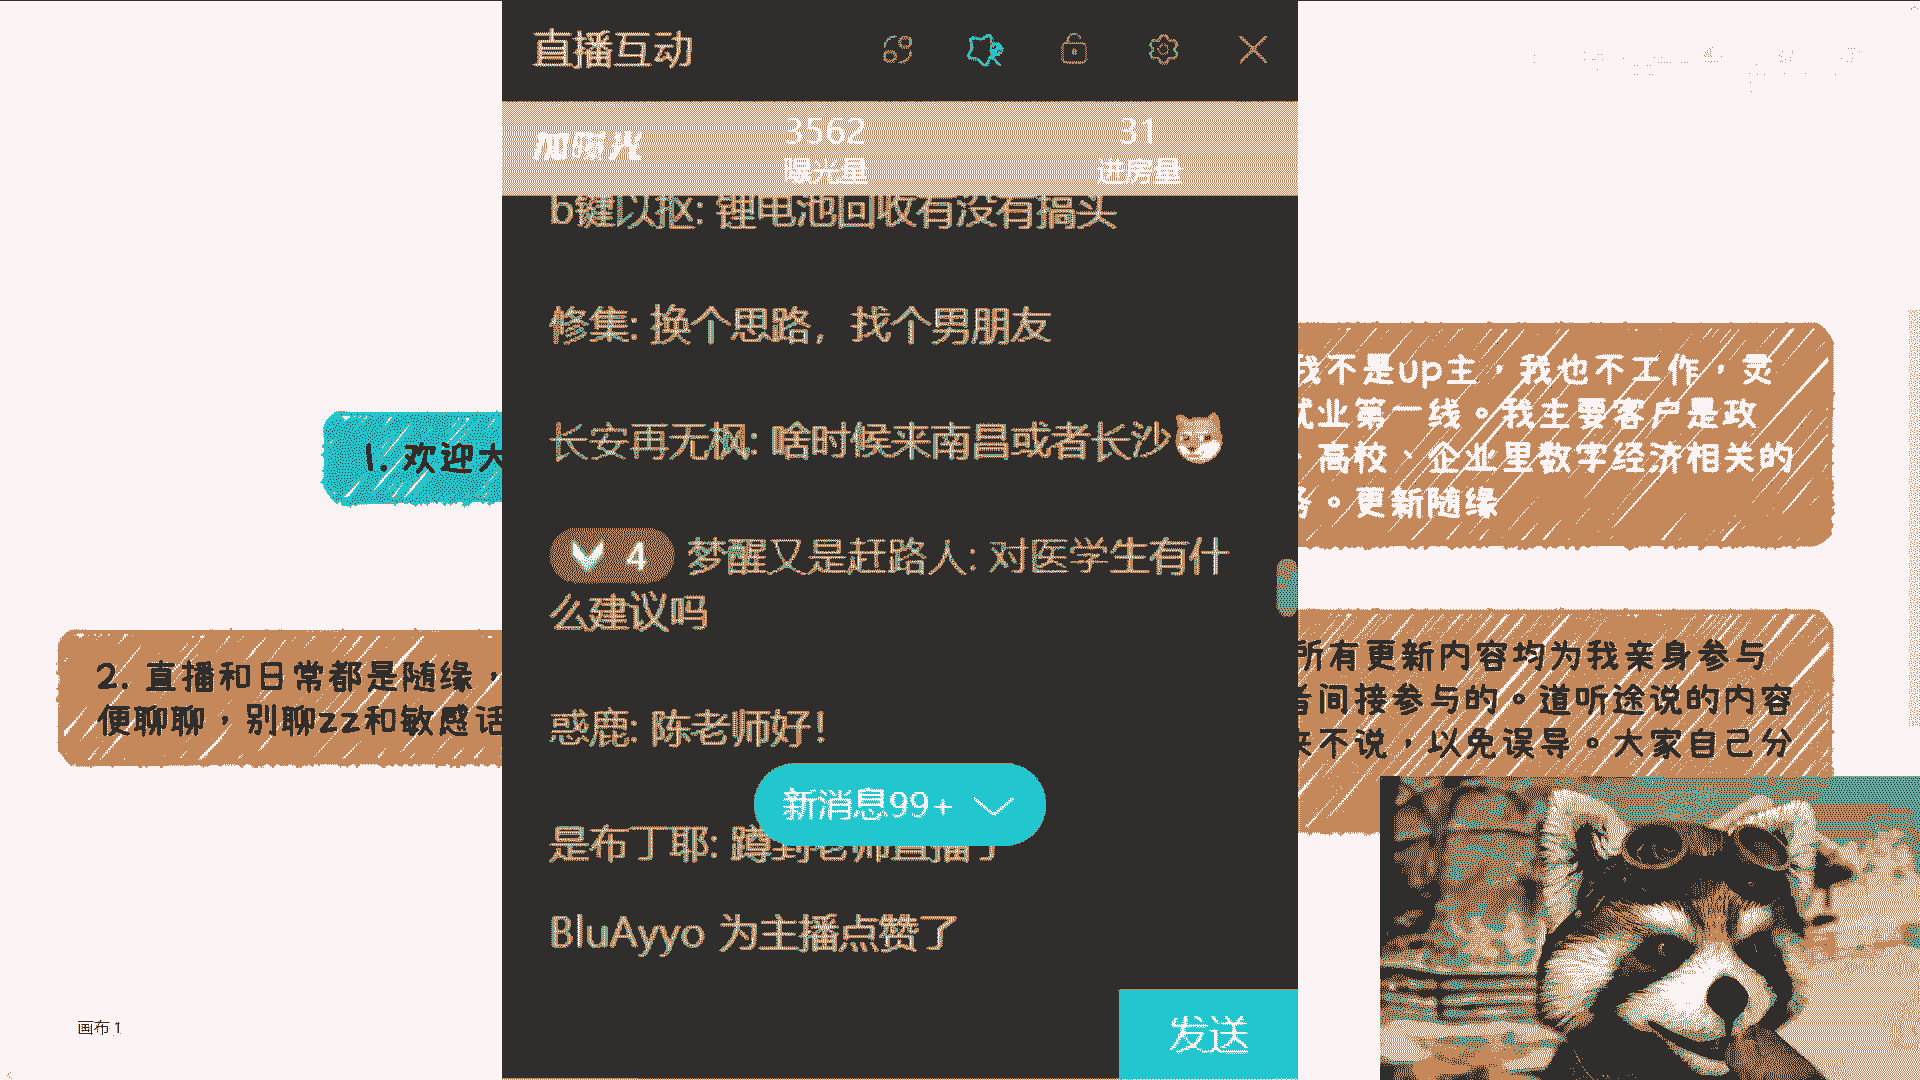 直播互动
加曝光
3562
曝光量
31
进房量
b键以抠: 锂电池回收有没有搞头
修集: 换个思路，找个男朋友
长安再无枫: 啥时候来南昌或者长沙
4 梦醒又是赶路人: 对医学生有什
么建议吗
惑鹿: 陈老师好！
新消息99+
是布丁耶: 蹲到老师直播了
BluAyyo 为主播点赞了
发送
1. 欢迎大
2. 直播和日常都是随缘，
便聊聊，别聊zz和敏感话
我不是up主，我也不工作，灵
就业第一线。我主要客户是政
、高校、企业里数字经济相关的
务。更新随缘
所有更新内容均为我亲身参与
者间接参与的。道听途说的内容
来不说，以免误导。大家自己分
画布 1